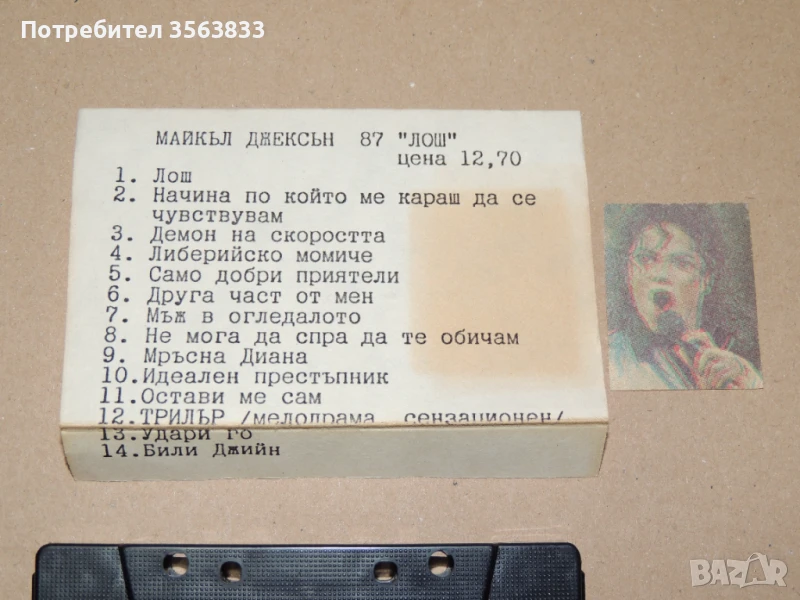 Потребител 3563833
МАЙКЪЛ ДЖЕКСЪН 87 "ЛОШ"
цена 12,70
1. Лош
2. Начина по който ме караш да се
чувствувам
3. Демон на скоростта
4. Либерийско момиче
5. Само добри приятели
6. Друга част от мен
7. Мъж в огледалото
8. Не мога да спра да те обичам
9. Мръсна Диана
10.Идеален престъпник
11.Остави ме сам
12.ТРИЛЪР /мелодрама сензационен/
13.Удари го
14.Били Джийн
BAZAR